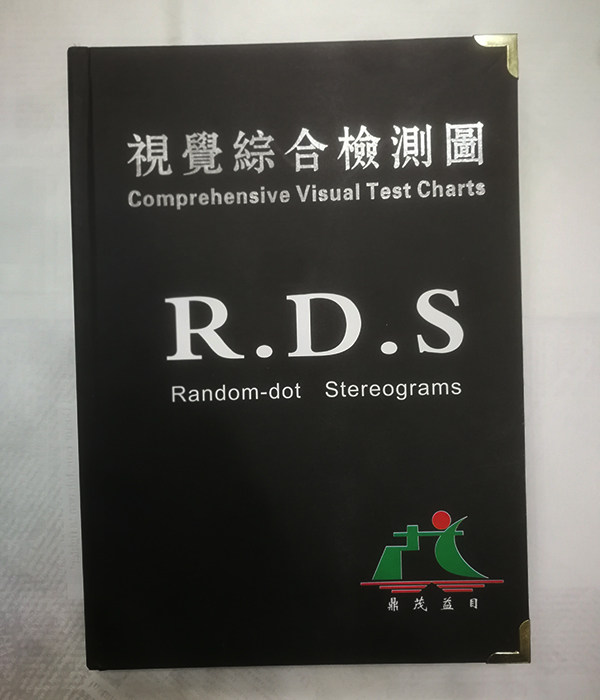 視覺綜合檢測圖
Comprehensive Visual Test Charts
R.D.S
Random-dot Stereograms
鼎茂益目